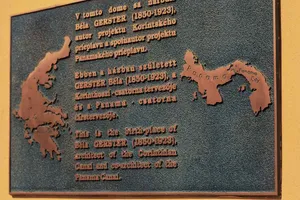 V tomto dome sa narodil
Béla GERSTER (1850-1923),
autor projektu Korintského
prieplavu a spoluautor projektu
Panamského prieplavu.
Ebben a házban született
GERSTER Béla (1850-1923), a
Korinthoszi-csatorna tervezője
és a Panama-csatorna
társtervezője.
This is the Birth-place of
Béla GERSTER (1850-1923),
architect of the Corinthian
Canal and co-architect of the
Panama Canal.